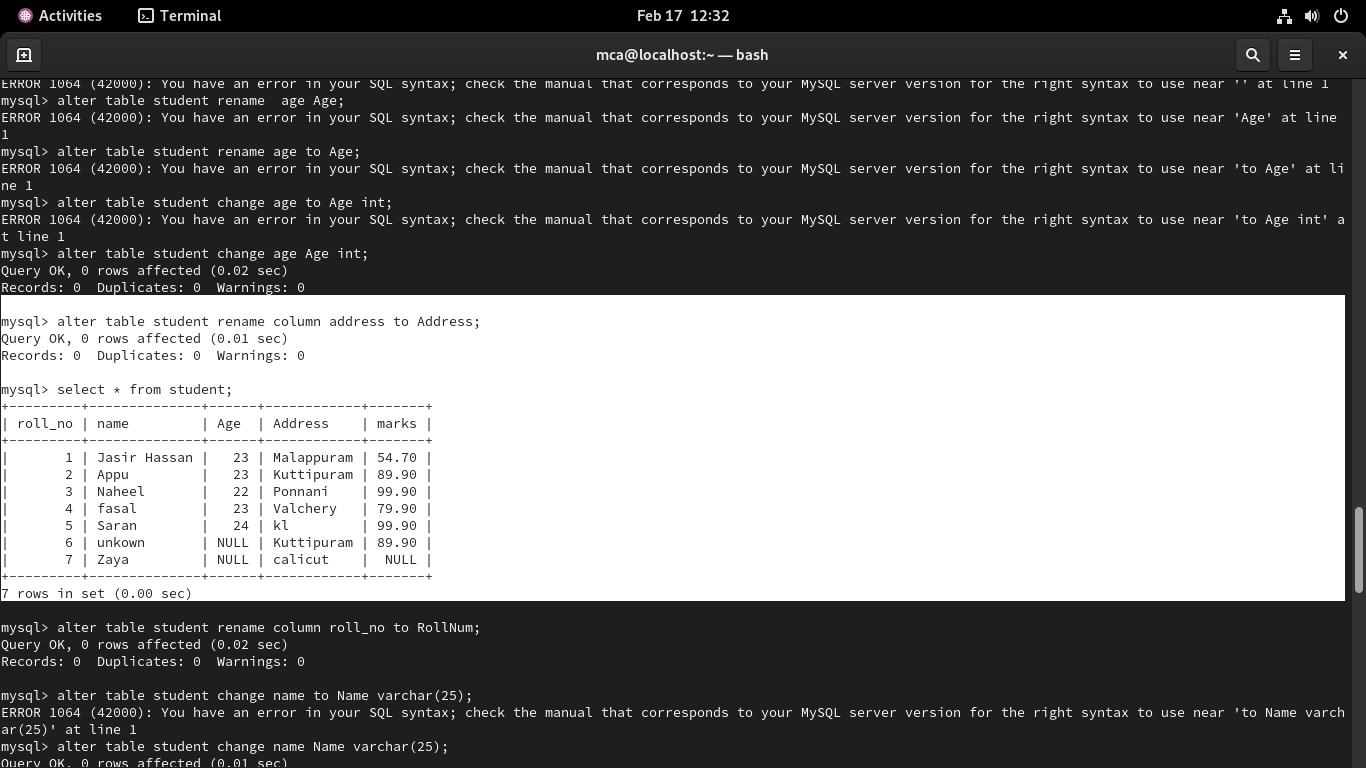 Activities Terminal Feb 17 12:32
mca@localhost:~ — bash
ERROR 1064 (42000): You have an error in your SQL syntax; check the manual that corresponds to your MySQL server version for the right syntax to use near '' at line 1
mysql> alter table student rename  age Age;
ERROR 1064 (42000): You have an error in your SQL syntax; check the manual that corresponds to your MySQL server version for the right syntax to use near 'Age' at line
1
mysql> alter table student rename age to Age;
ERROR 1064 (42000): You have an error in your SQL syntax; check the manual that corresponds to your MySQL server version for the right syntax to use near 'to Age' at li
ne 1
mysql> alter table student change age to Age int;
ERROR 1064 (42000): You have an error in your SQL syntax; check the manual that corresponds to your MySQL server version for the right syntax to use near 'to Age int' a
t line 1
mysql> alter table student change age Age int;
Query OK, 0 rows affected (0.02 sec)
Records: 0  Duplicates: 0  Warnings: 0
mysql> alter table student rename column address to Address;
Query OK, 0 rows affected (0.01 sec)
Records: 0  Duplicates: 0  Warnings: 0
mysql> select * from student;
+---------+--------------+------+------------+-------+
| roll_no | name         | Age  | Address    | marks |
+---------+--------------+------+------------+-------+
|       1 | Jasir Hassan |   23 | Malappuram | 54.70 |
|       2 | Appu         |   23 | Kuttipuram | 89.90 |
|       3 | Naheel       |   22 | Ponnani    | 99.90 |
|       4 | fasal        |   23 | Valchery   | 79.90 |
|       5 | Saran        |   24 | kl         | 99.90 |
|       6 | unkown       | NULL | Kuttipuram | 89.90 |
|       7 | Zaya         | NULL | calicut    |  NULL |
+---------+--------------+------+------------+-------+
7 rows in set (0.00 sec)
mysql> alter table student rename column roll_no to RollNum;
Query OK, 0 rows affected (0.02 sec)
Records: 0  Duplicates: 0  Warnings: 0
mysql> alter table student change name to Name varchar(25);
ERROR 1064 (42000): You have an error in your SQL syntax; check the manual that corresponds to your MySQL server version for the right syntax to use near 'to Name varch
ar(25)' at line 1
mysql> alter table student change name Name varchar(25);
Query OK, 0 rows affected (0.01 sec)